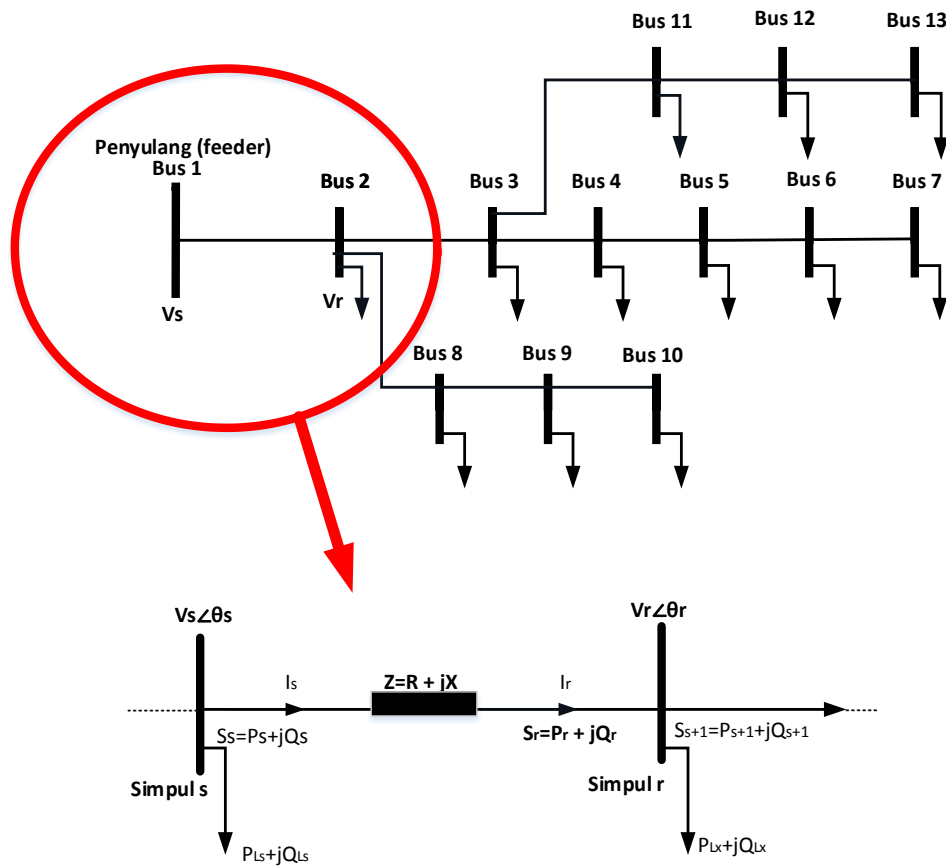 Bus 11
Bus 12
Bus 13
Penyulang (feeder)
Bus 1
Bus 2
Bus 3
Bus 4
Bus 5
Bus 6
Bus 7
Vs
Vr
Bus 8
Bus 9
Bus 10
Vs∠θs
Vr∠θr
Is
Z=R + jX
Ir
Ss=Ps+jQs
Sr=Pr + jQr
Ss+1=Ps+1+jQs+1
Simpul s
Simpul r
PLs+jQLs
PLx+jQLx